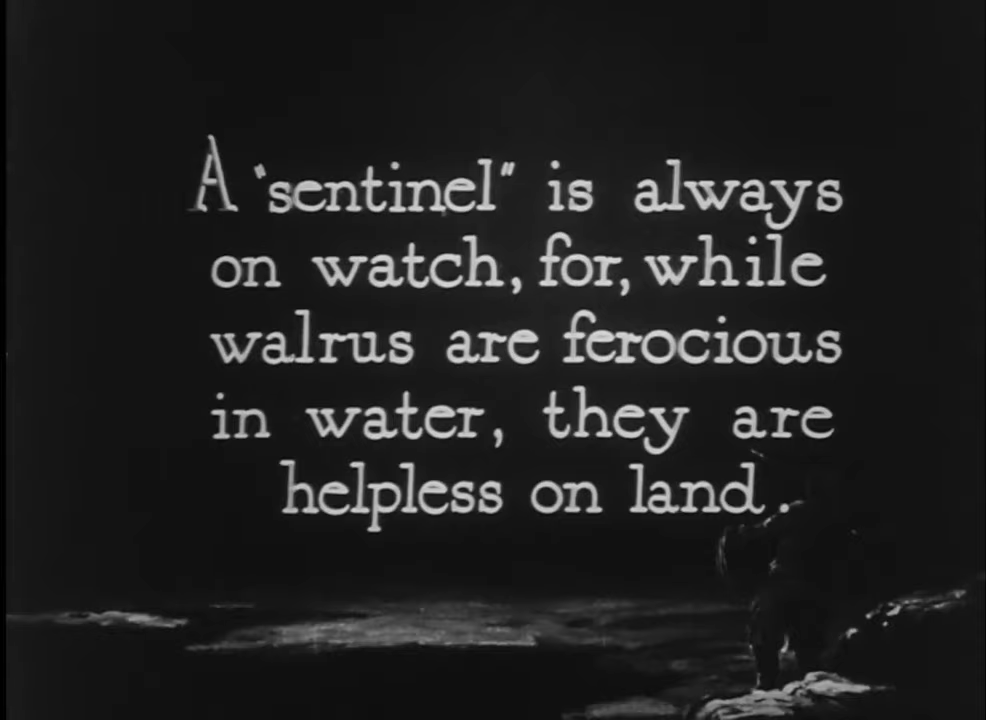 A "sentinel" is always
on watch, for, while
walrus are ferocious
in water, they are
helpless on land.